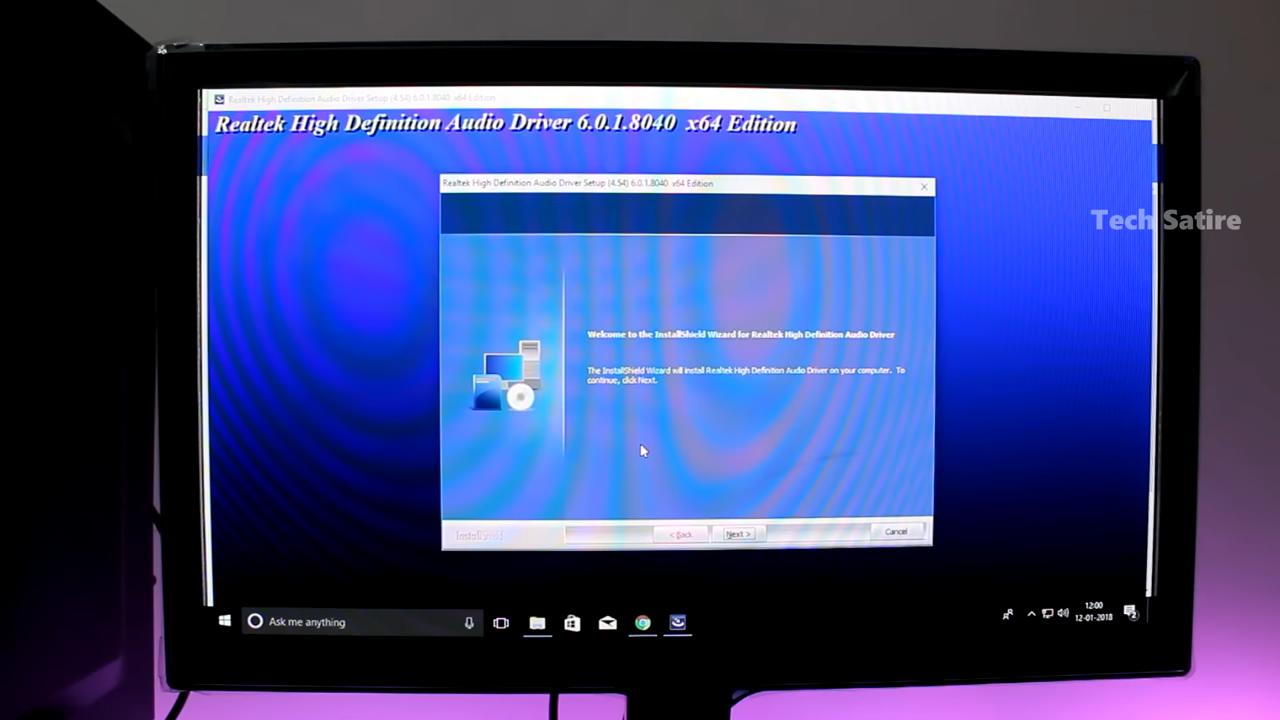 Realtek High Definition Audio Driver Setup (4.54) 6.0.1.8040 x64 Edition
Realtek High Definition Audio Driver 6.0.1.8040 x64 Edition
Realtek High Definition Audio Driver Setup (4.54) 6.0.1.8040 x64 Edition
Tech Satire
Welcome to the InstallShield Wizard for Realtek High Definition Audio Driver
The InstallShield Wizard will install Realtek High Definition Audio Driver on your computer. To
continue, click Next.
InstallShield
< Back
Next >
Cancel
Ask me anything
12:00
12-01-2018
2